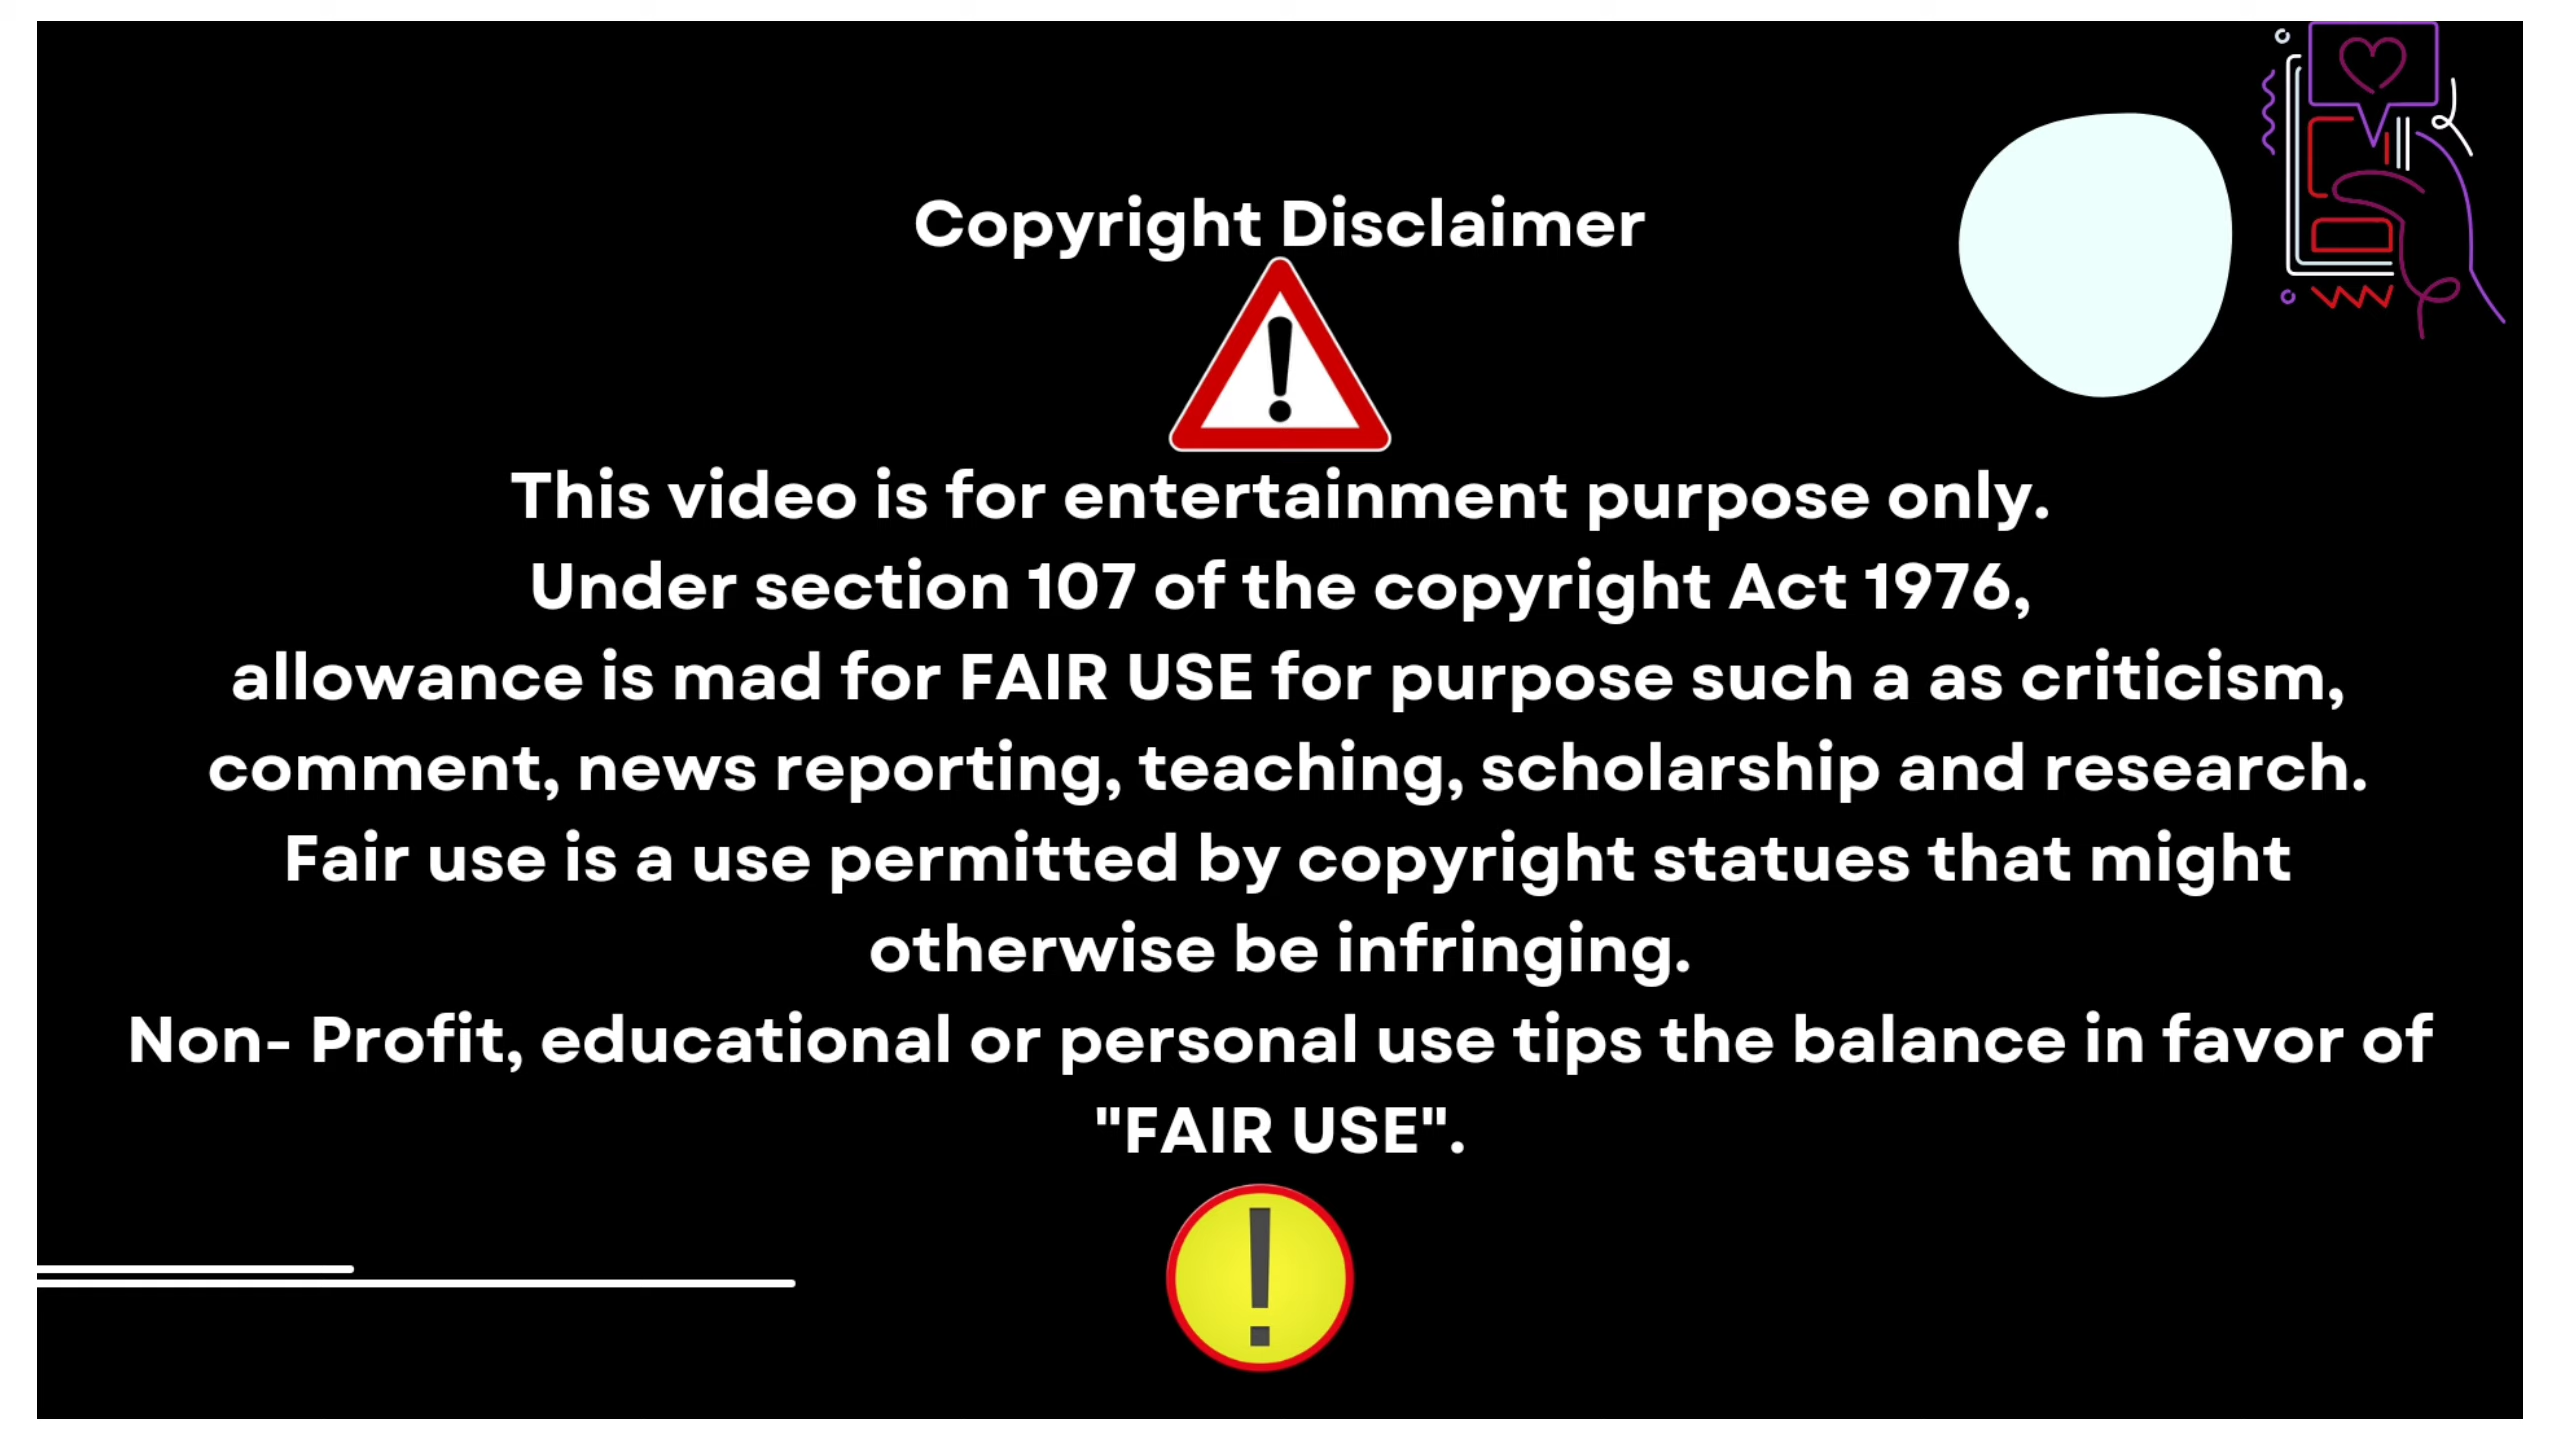 Copyright Disclaimer
This video is for entertainment purpose only.
Under section 107 of the copyright Act 1976,
allowance is mad for FAIR USE for purpose such a as criticism,
comment, news reporting, teaching, scholarship and research.
Fair use is a use permitted by copyright statues that might
otherwise be infringing.
Non- Profit, educational or personal use tips the balance in favor of
"FAIR USE".